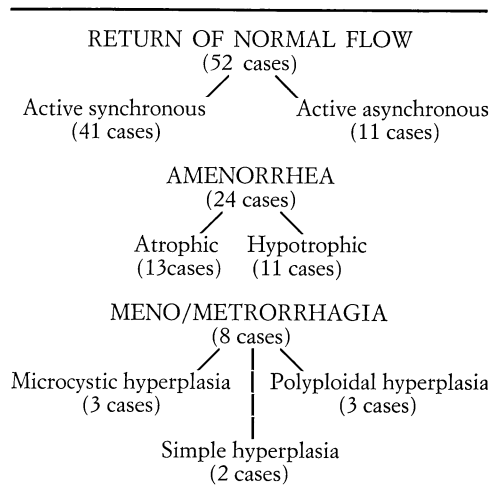 RETURN OF NORMAL FLOW
(52 cases)
Active synchronous
(41 cases)
Active asynchronous
(11 cases)
AMENORRHEA
(24 cases)
Atrophic
(13cases)
Hypotrophic
(11 cases)
MENO/METRORRHAGIA
(8 cases)
Microcystic hyperplasia
(3 cases)
Polyploidal hyperplasia
(3 cases)
Simple hyperplasia
(2 cases)